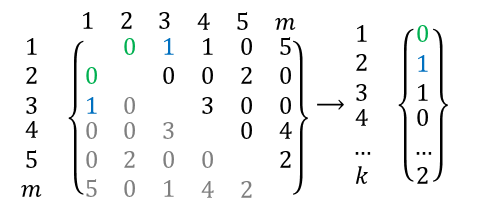 1 2 3 4 5 m
1 0 1 1 0 5
2 0 0 0 2 0
3 1 0 3 0 0
4 0 0 3 0 4
5 0 2 0 0 2
m 5 0 1 4 2
→
1 0
2 1
3 1
4 0
... ...
k 2